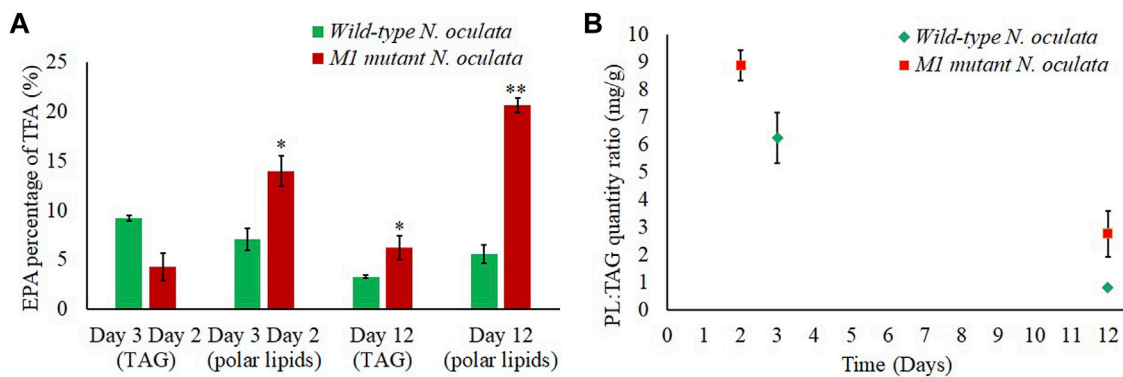 A
Wild-type N. oculata
M1 mutant N. oculata
EPA percentage of TFA (%)
25
20
15
10
5
0
*
*
**
Day 3 Day 2
(TAG)
Day 3 Day 2
(polar lipids)
Day 12
(TAG)
Day 12
(polar lipids)
B
Wild-type N. oculata
M1 mutant N. oculata
PL:TAG quantity ratio (mg/g)
10
9
8
7
6
5
4
3
2
1
0
0 1 2 3 4 5 6 7 8 9 10 11 12
Time (Days)